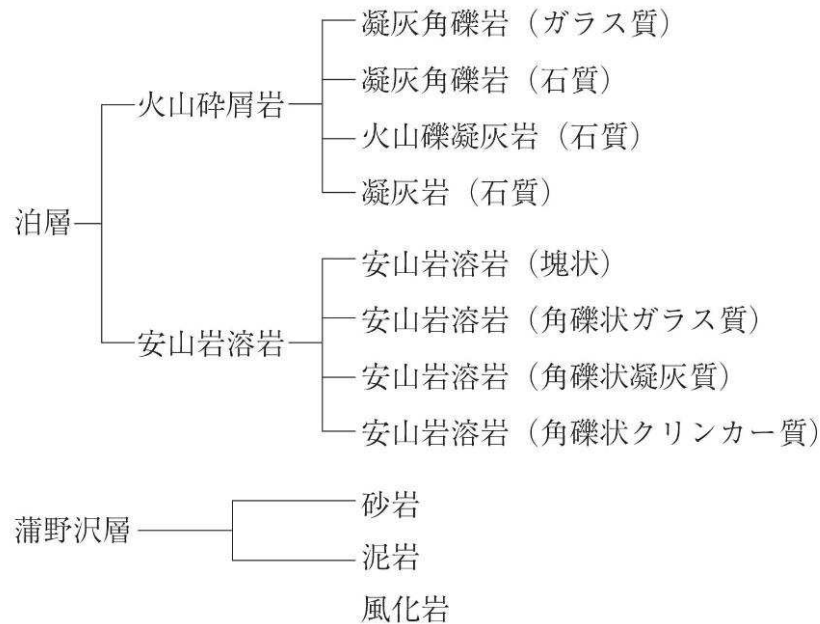 凝灰角礫岩（ガラス質）
凝灰角礫岩（石質）
火山砕屑岩
火山礫凝灰岩（石質）
凝灰岩（石質）
泊層
安山岩溶岩（塊状）
安山岩溶岩（角礫状ガラス質）
安山岩溶岩
安山岩溶岩（角礫状凝灰質）
安山岩溶岩（角礫状クリンカー質）
砂岩
蒲野沢層
泥岩
風化岩